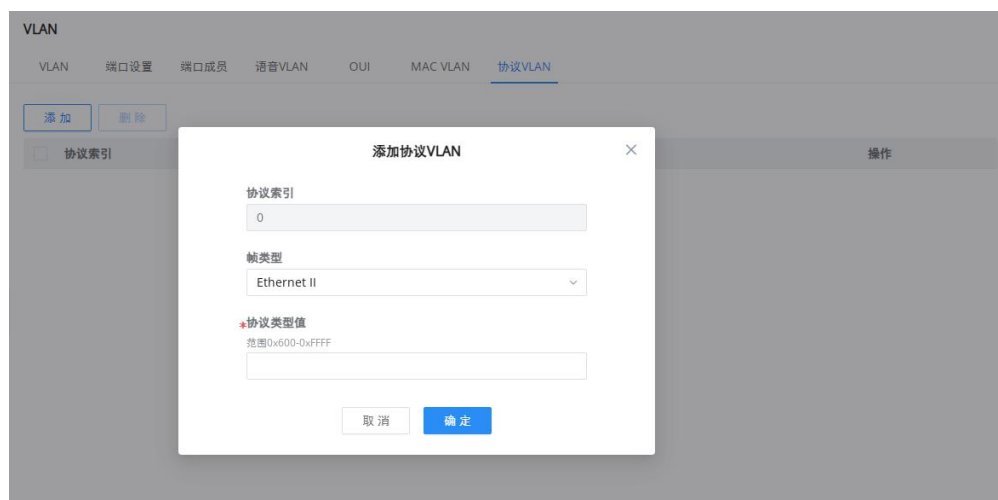 VLAN
VLAN 端口设置 端口成员 语音VLAN OUI MAC VLAN 协议VLAN
添加 删除
协议索引 操作
添加协议VLAN
协议索引
0
帧类型
Ethernet II
*协议类型值
范围0x600-0xFFFF
取消 确定